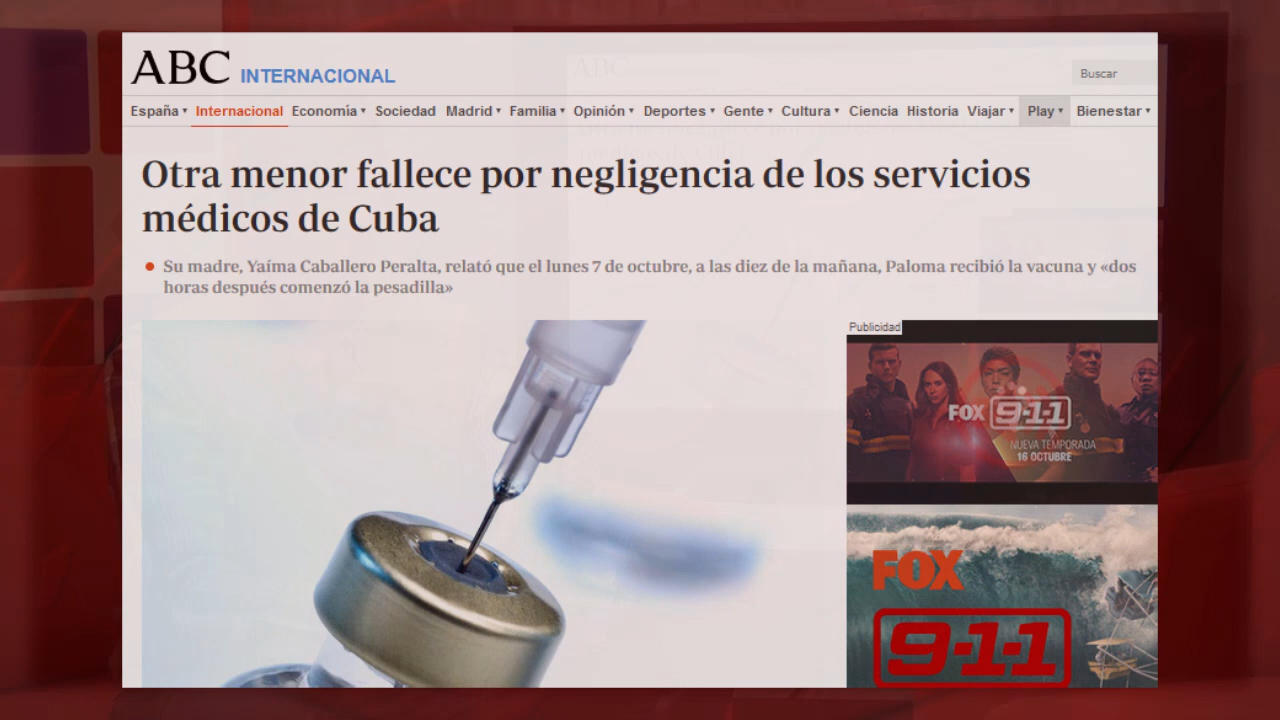 ABC INTERNACIONAL
Buscar
España Internacional Economía Sociedad Madrid Familia Opinión Deportes Gente Cultura Ciencia Historia Viajar Play Bienestar
Otra menor fallece por negligencia de los servicios
médicos de Cuba
Su madre, Yaíma Caballero Peralta, relató que el lunes 7 de octubre, a las diez de la mañana, Paloma recibió la vacuna y «dos
horas después comenzó la pesadilla»
Publicidad
FOX 9-1-1
NUEVA TEMPORADA
16 OCTUBRE
FOX
9-1-1